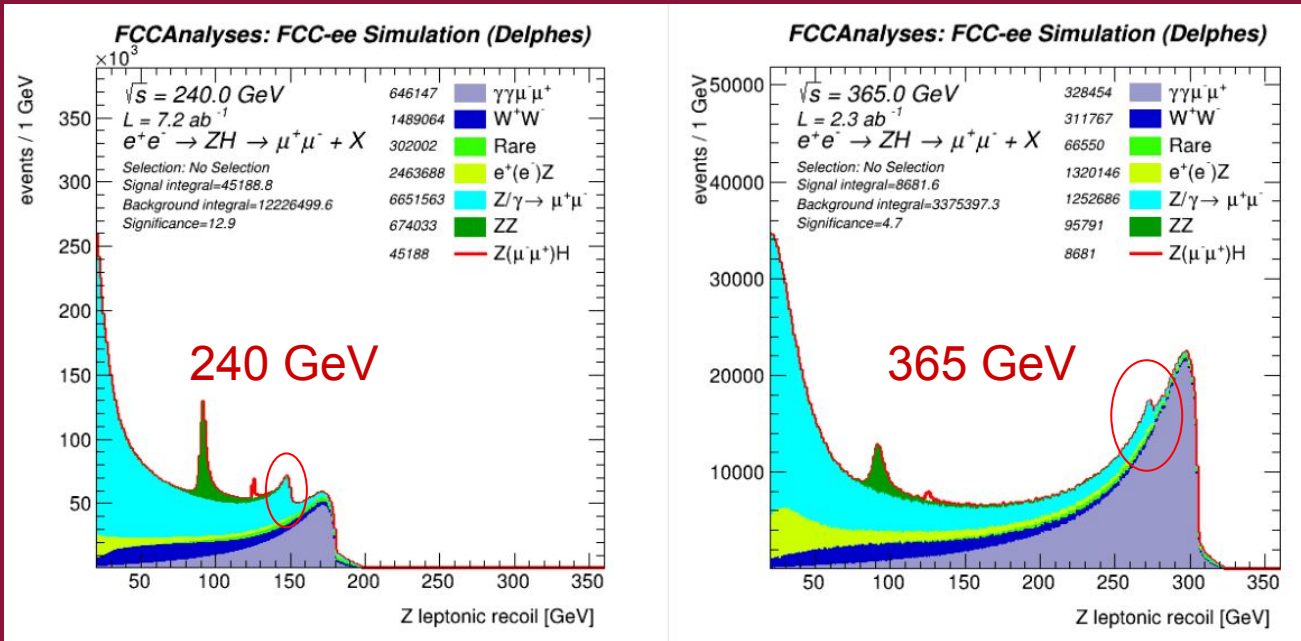 FCCAnalyses: FCC-ee Simulation (Delphes)
×10³
events / 1 GeV
√s = 240.0 GeV
L = 7.2 ab ⁻¹
e⁺e⁻ → ZH → μ⁺μ⁻ + X
Selection: No Selection
Signal integral=45188.8
Background integral=12226499.6
Significance=12.9
646147 γγμ⁻μ⁺
1489064 W⁺W⁻
302002 Rare
2463688 e⁺(e⁻)Z
6651563 Z/γ→ μ⁺μ⁻
674033 ZZ
45188 Z(μ⁻μ⁺)H
350
300
250
200
150
100
50
240 GeV
50 100 150 200 250 300 350
Z leptonic recoil [GeV]
FCCAnalyses: FCC-ee Simulation (Delphes)
events / 1 GeV
√s = 365.0 GeV
L = 2.3 ab ⁻¹
e⁺e⁻ → ZH → μ⁺μ⁻ + X
Selection: No Selection
Signal integral=8681.6
Background integral=3375397.3
Significance=4.7
328454 γγμ⁻μ⁺
311767 W⁺W⁻
66550 Rare
1320146 e⁺(e⁻)Z
1252686 Z/γ→ μ⁺μ⁻
95791 ZZ
8681 Z(μ⁻μ⁺)H
50000
40000
30000
20000
10000
365 GeV
50 100 150 200 250 300 350
Z leptonic recoil [GeV]